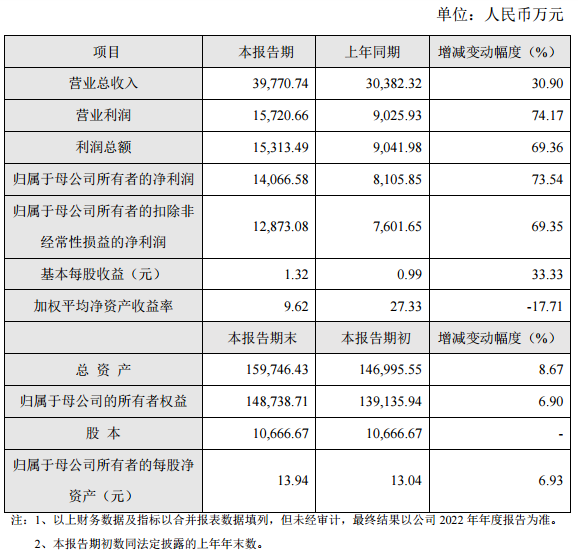 单位：人民币万元
项目 本报告期 上年同期 增减变动幅度（%）
营业总收入 39,770.74 30,382.32 30.90
营业利润 15,720.66 9,025.93 74.17
利润总额 15,313.49 9,041.98 69.36
归属于母公司所有者的净利润 14,066.58 8,105.85 73.54
归属于母公司所有者的扣除非
经常性损益的净利润 12,873.08 7,601.65 69.35
基本每股收益（元） 1.32 0.99 33.33
加权平均净资产收益率 9.62 27.33 -17.71
本报告期末 本报告期初 增减变动幅度（%）
总 资 产 159,746.43 146,995.55 8.67
归属于母公司的所有者权益 148,738.71 139,135.94 6.90
股 本 10,666.67 10,666.67 -
归属于母公司所有者的每股净
资产（元） 13.94 13.04 6.93
注：1、以上财务数据及指标以合并报表数据填列，但未经审计，最终结果以公司 2022 年年度报告为准。
2、本报告期初数同法定披露的上年年末数。